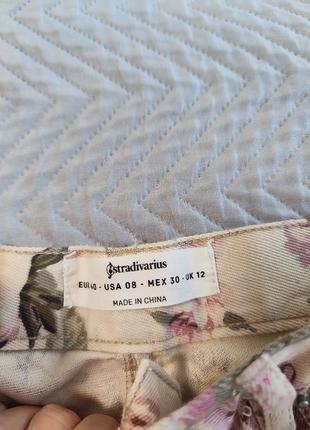 stradivarius
EUR 40 - USA 08 - MEX 30 - UK 12
MADE IN CHINA